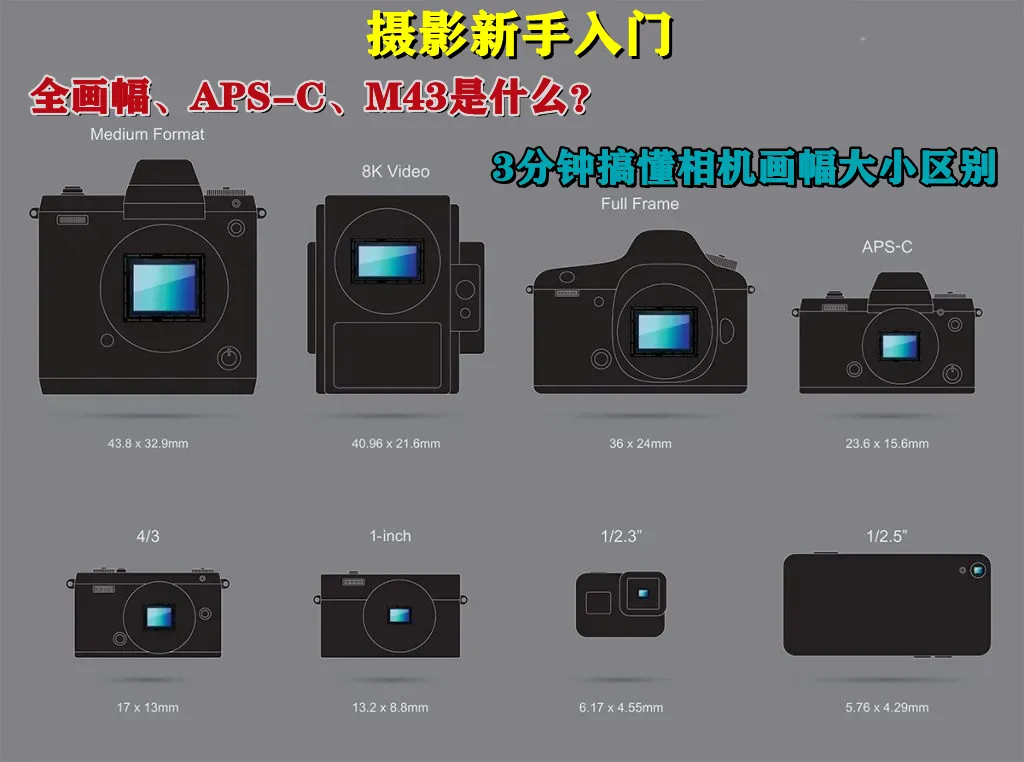 摄影新手入门
全画幅、APS-C、M43是什么?
3分钟搞懂相机画幅大小区别
Medium Format
8K Video
Full Frame
APS-C
43.8 x 32.9mm
40.96 x 21.6mm
36 x 24mm
23.6 x 15.6mm
4/3
1-inch
1/2.3”
1/2.5”
17 x 13mm
13.2 x 8.8mm
6.17 x 4.55mm
5.76 x 4.29mm